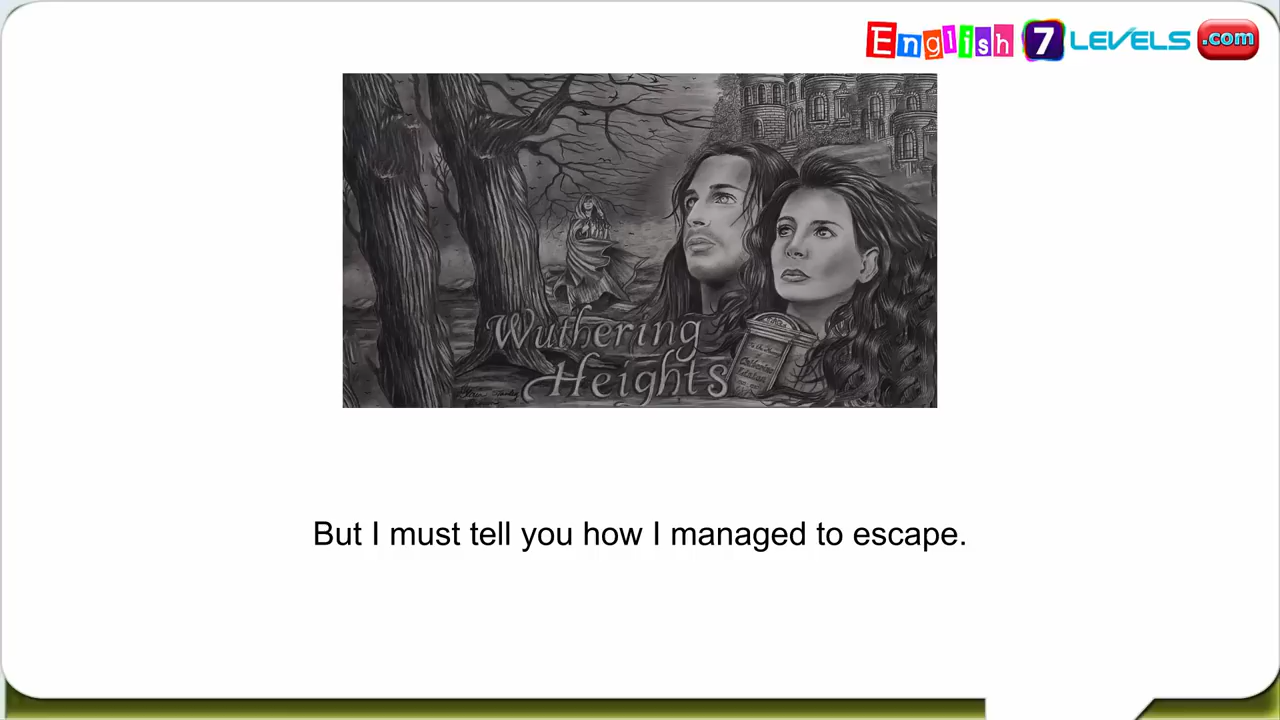 English 7 LEVELS .com
Wuthering
Heights
But I must tell you how I managed to escape.